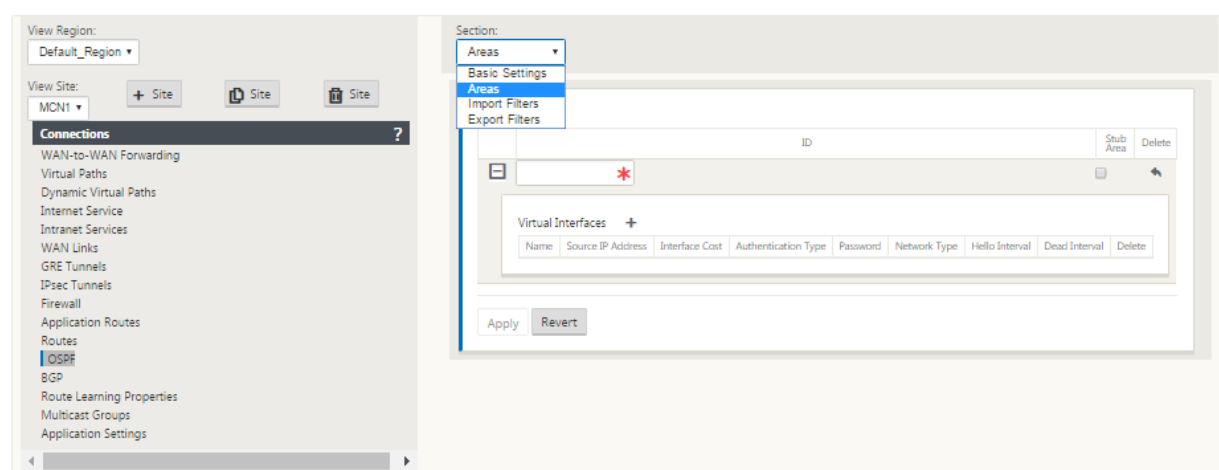 View Region:
Default_Region ▾
View Site:
MCN1 ▾
+ Site
Site
Site
Connections ?
WAN-to-WAN Forwarding
Virtual Paths
Dynamic Virtual Paths
Internet Service
Intranet Services
WAN Links
GRE Tunnels
IPsec Tunnels
Firewall
Application Routes
Routes
OSPF
BGP
Route Learning Properties
Multicast Groups
Application Settings
Section:
Areas ▾
Basic Settings
Areas
Import Filters
Export Filters
ID Stub Area Delete
*
Virtual Interfaces +
Name Source IP Address Interface Cost Authentication Type Password Network Type Hello Interval Dead Interval Delete
Apply Revert